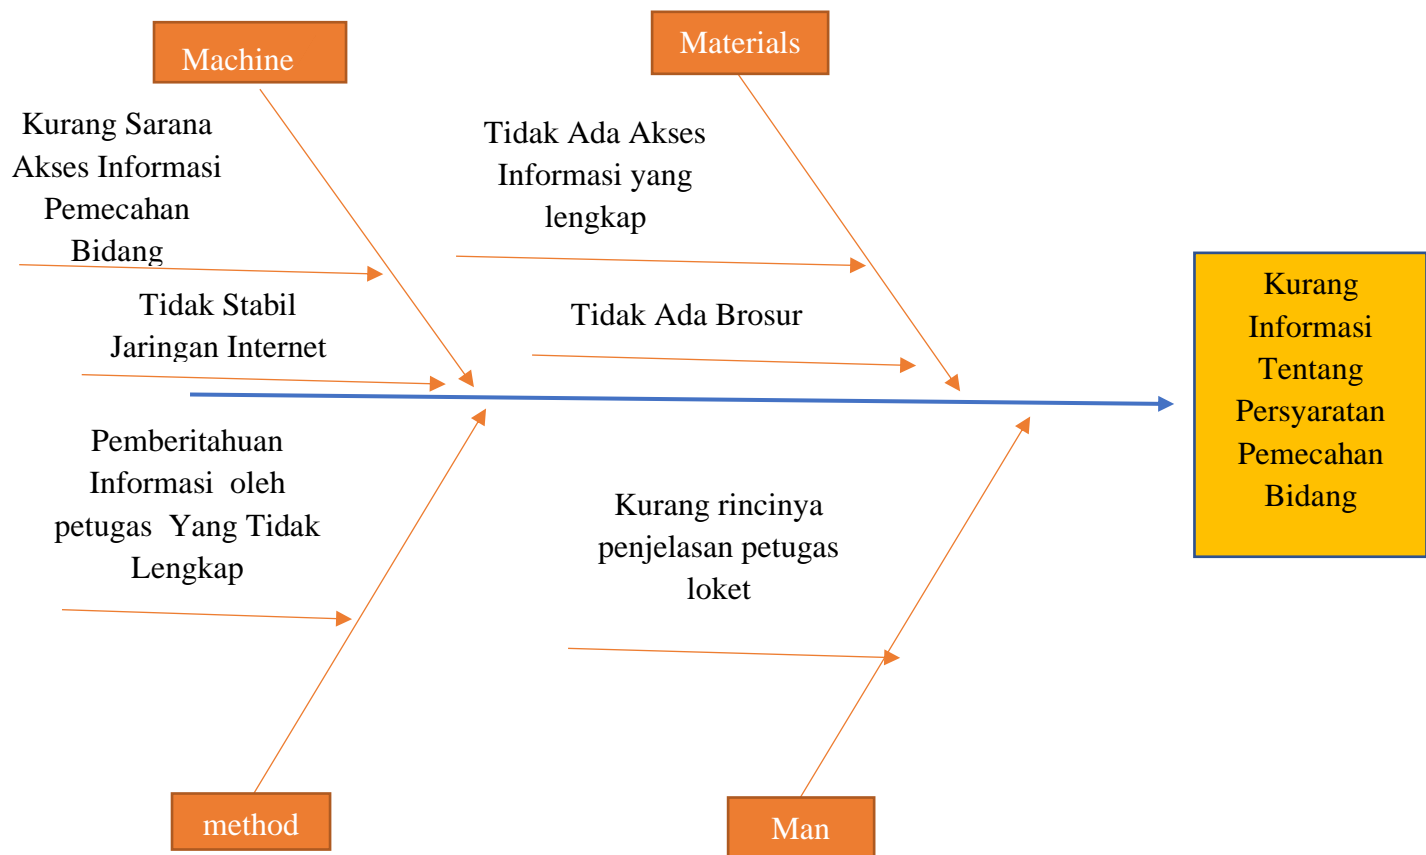 Machine
Materials
Kurang Sarana
Akses Informasi
Pemecahan
Bidang
Tidak Ada Akses
Informasi yang
lengkap
Tidak Stabil
Jaringan Internet
Tidak Ada Brosur
Kurang
Informasi
Tentang
Persyaratan
Pemecahan
Bidang
Pemberitahuan
Informasi  oleh
petugas  Yang Tidak
Lengkap
Kurang rincinya
penjelasan petugas
loket
method
Man